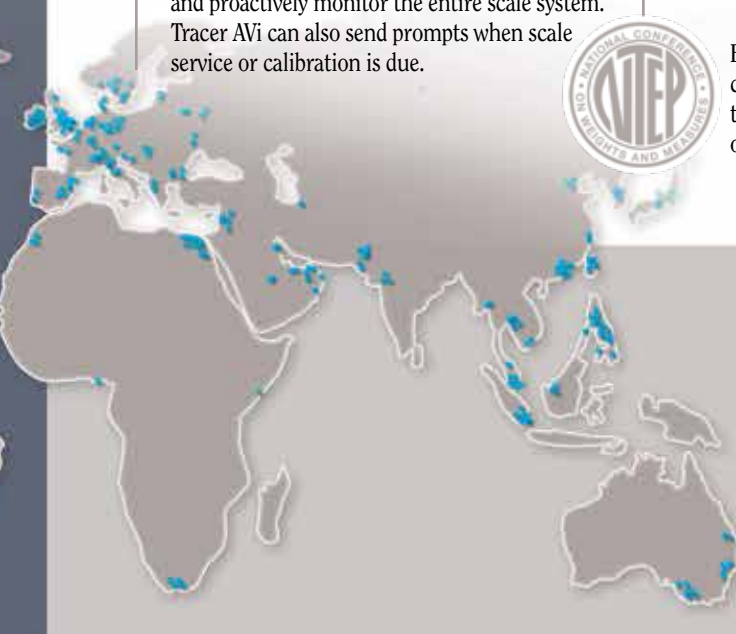 and proactively monitor the entire scale system.
Tracer AVi can also send prompts when scale
service or calibration is due.
NATIONAL CONFERENCE
NTEP
ON WEIGHTS AND MEASURES